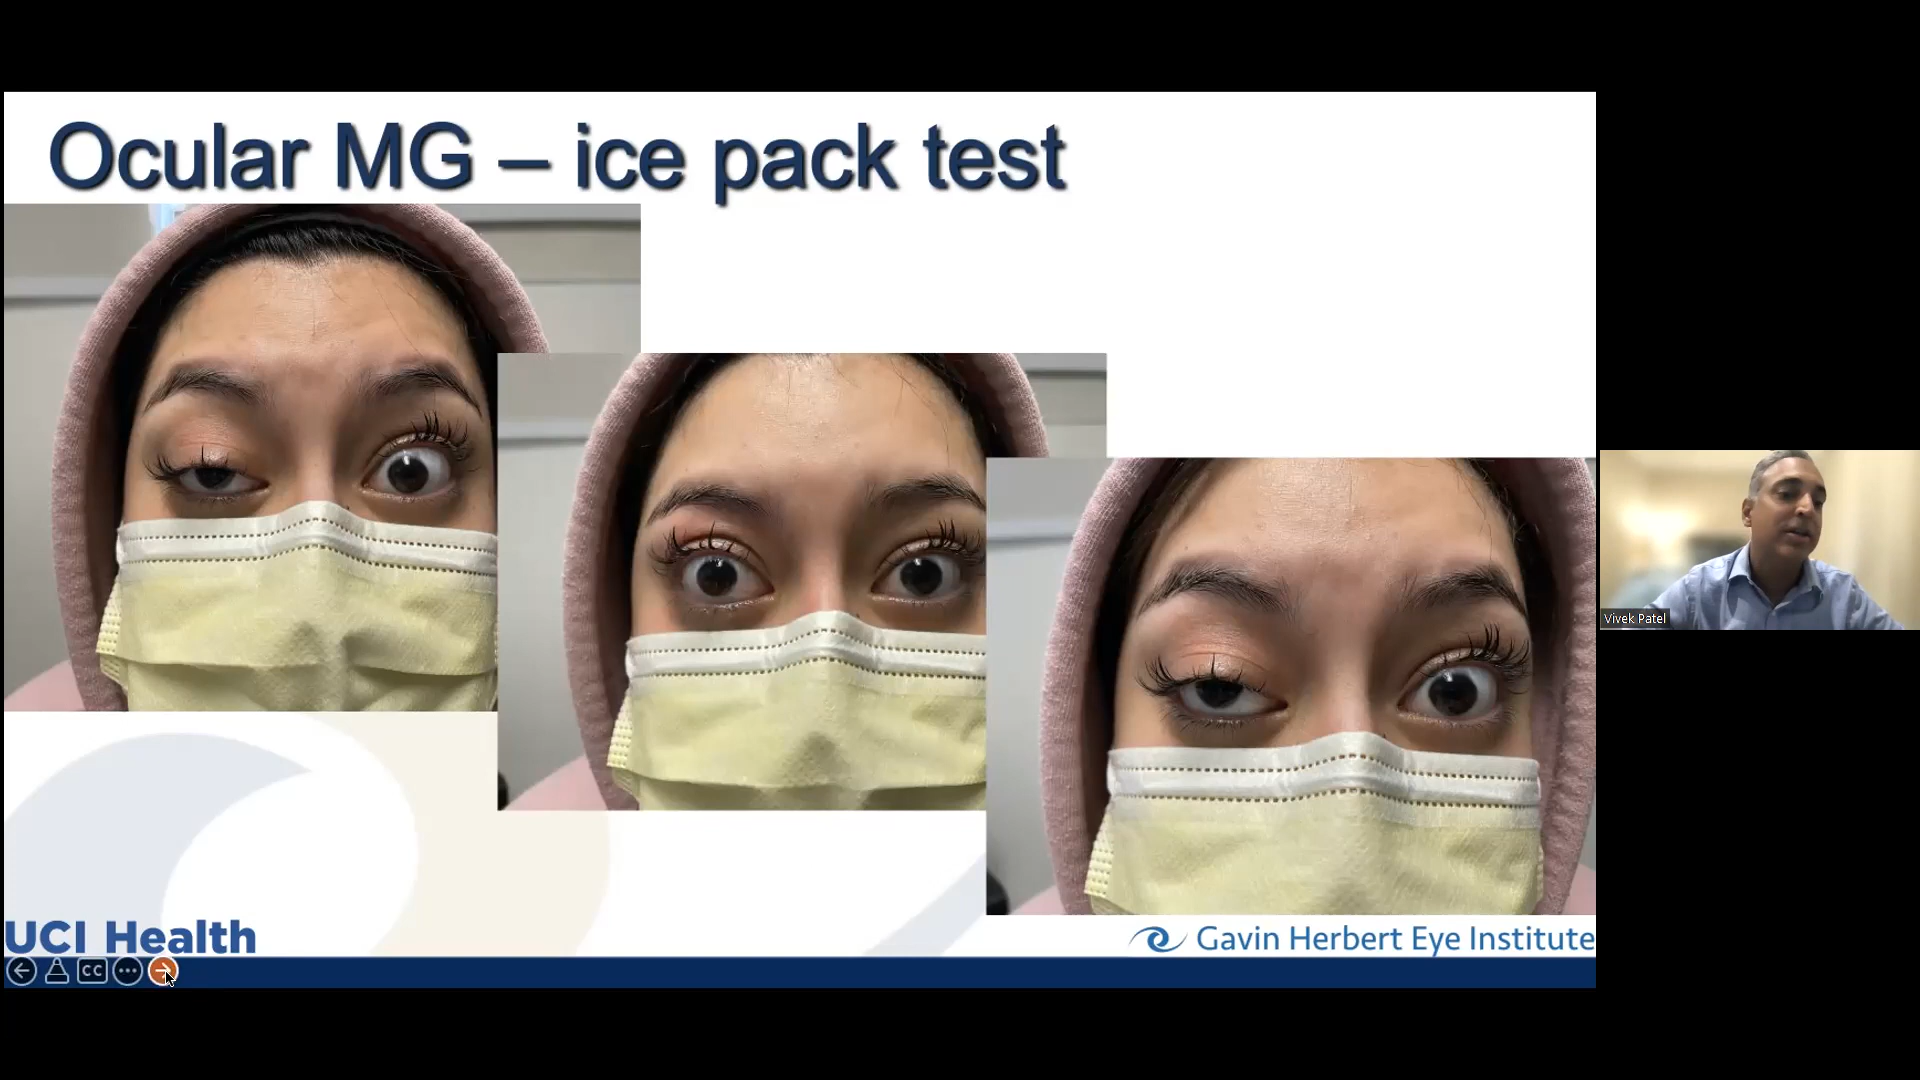 Ocular MG – ice pack test
Vivek Patel
UCI Health
Gavin Herbert Eye Institute
CC